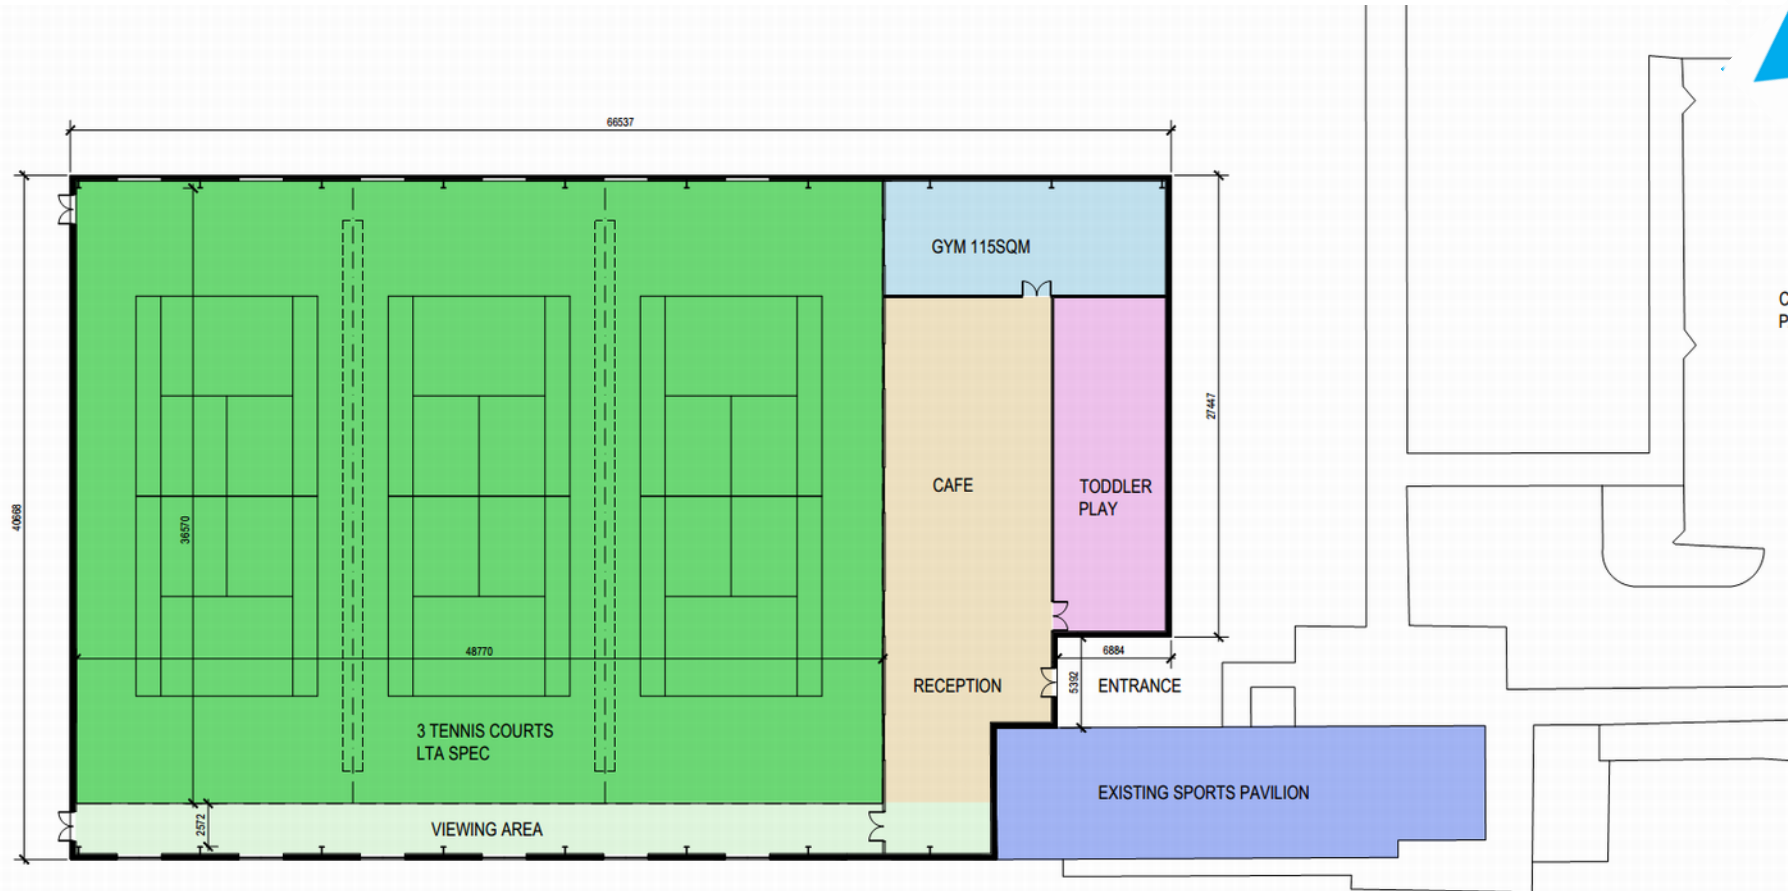 66537
GYM 115SQM
27447
40668
36570
CAFE
TODDLER
PLAY
48770
6884
5392
RECEPTION
ENTRANCE
3 TENNIS COURTS
LTA SPEC
2572
VIEWING AREA
EXISTING SPORTS PAVILION